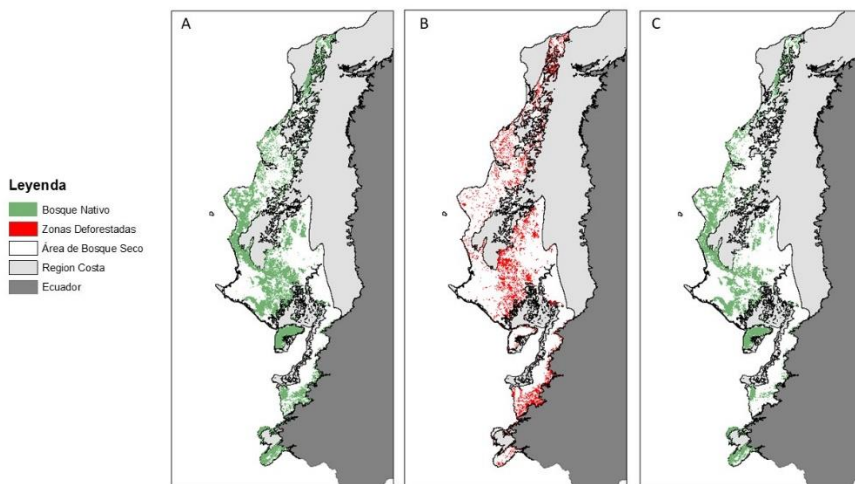 A
B
C
Leyenda
Bosque Nativo
Zonas Deforestadas
Área de Bosque Seco
Region Costa
Ecuador